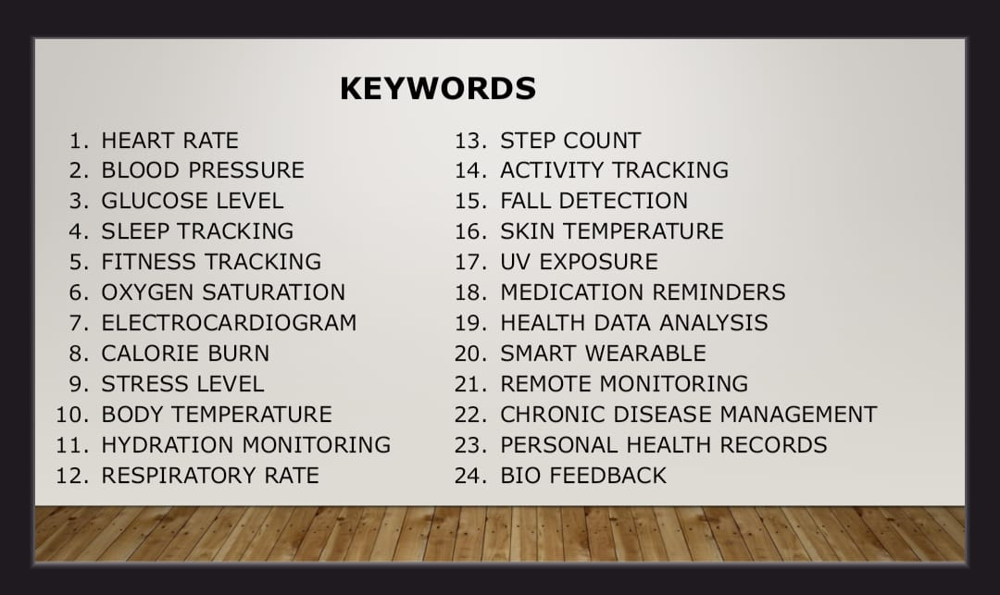 KEYWORDS
1. HEART RATE
2. BLOOD PRESSURE
3. GLUCOSE LEVEL
4. SLEEP TRACKING
5. FITNESS TRACKING
6. OXYGEN SATURATION
7. ELECTROCARDIOGRAM
8. CALORIE BURN
9. STRESS LEVEL
10. BODY TEMPERATURE
11. HYDRATION MONITORING
12. RESPIRATORY RATE
13. STEP COUNT
14. ACTIVITY TRACKING
15. FALL DETECTION
16. SKIN TEMPERATURE
17. UV EXPOSURE
18. MEDICATION REMINDERS
19. HEALTH DATA ANALYSIS
20. SMART WEARABLE
21. REMOTE MONITORING
22. CHRONIC DISEASE MANAGEMENT
23. PERSONAL HEALTH RECORDS
24. BIO FEEDBACK